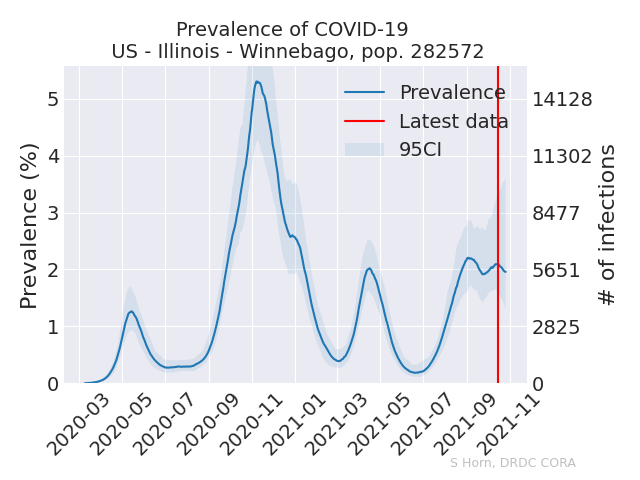 Prevalence of COVID-19
US - Illinois - Winnebago, pop. 282572
Prevalence
Latest data
95CI
Prevalence (%)
5
4
3
2
1
0
# of infections
14128
11302
8477
5651
2825
0
2020-03
2020-05
2020-07
2020-09
2020-11
2021-01
2021-03
2021-05
2021-07
2021-09
2021-11
S Horn, DRDC CORA